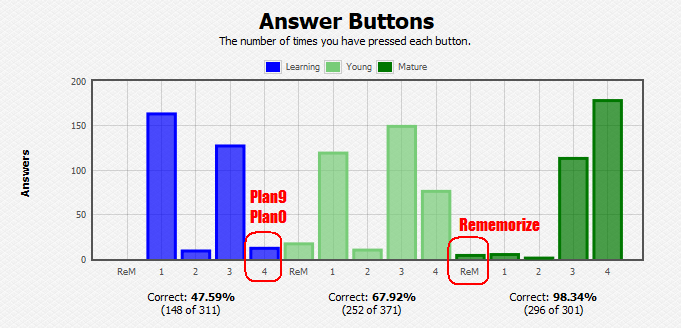 Answer Buttons
The number of times you have pressed each button.
Learning Young Mature
200
150
100
50
0
Answers
Plan9
Plan0
Rememorize
ReM 1 2 3 4 ReM 1 2 3 4 ReM 1 2 3 4
Correct: 47.59% Correct: 67.92% Correct: 98.34%
(148 of 311) (252 of 371) (296 of 301)